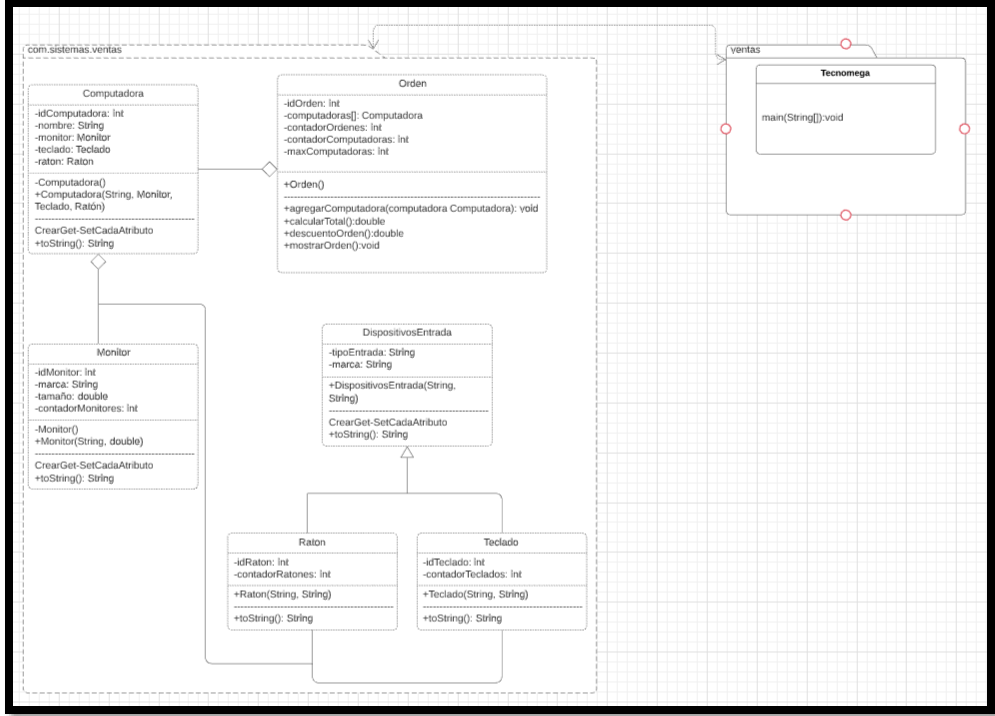 com.sistemas.ventas
Computadora
-idComputadora: int
-nombre: String
-monitor: Monitor
-teclado: Teclado
-raton: Raton
-Computadora()
+Computadora(String, Monitor,
Teclado, Ratón)
CrearGet-SetCadaAtributo
+toString(): String
Orden
-idOrden: int
-computadoras[]: Computadora
-contadorOrdenes: int
-contadorComputadoras: int
-maxComputadoras: int
+Orden()
+agregarComputadora(computadora Computadora): void
+calcularTotal():double
+descuentoOrden():double
+mostrarOrden():void
ventas
Tecnomega
main(String[]):void
Monitor
-idMonitor: int
-marca: String
-tamaño: double
-contadorMonitores: int
-Monitor()
+Monitor(String, double)
CrearGet-SetCadaAtributo
+toString(): String
DispositivosEntrada
-tipoEntrada: String
-marca: String
+DispositivosEntrada(String,
String)
CrearGet-SetCadaAtributo
+toString(): String
Raton
-idRaton: int
-contadorRatones: int
+Raton(String, String)
+toString(): String
Teclado
-idTeclado: int
-contadorTeclados: int
+Teclado(String, String)
+toString(): String